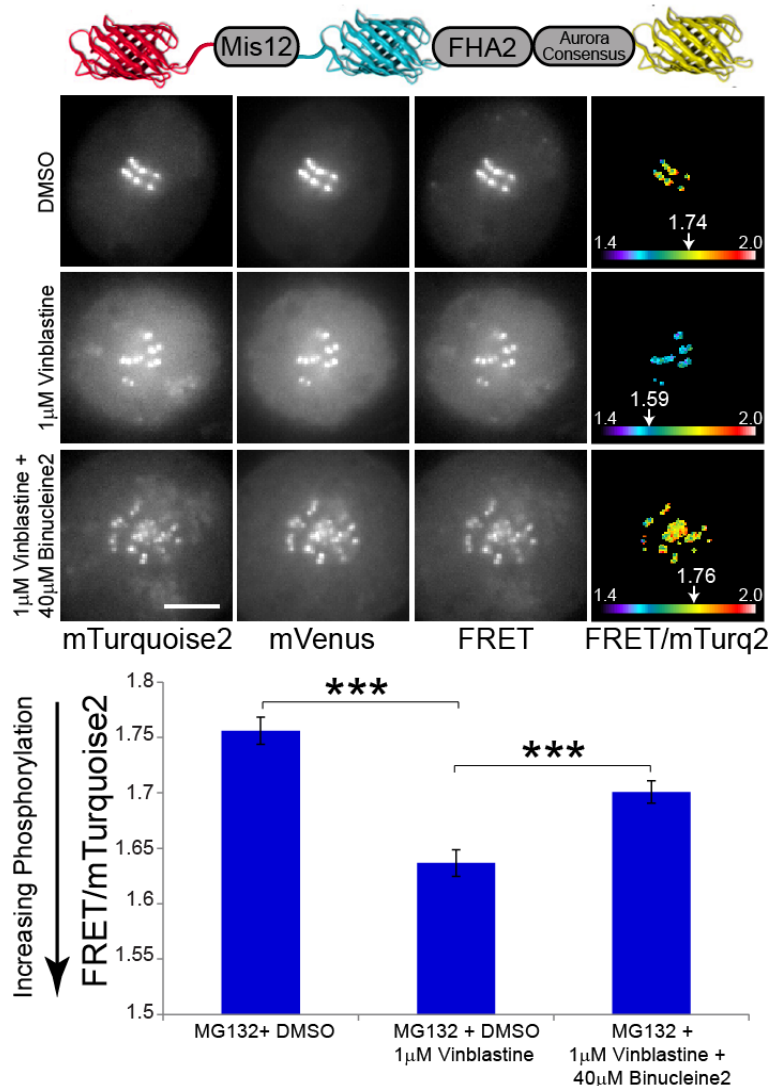 Mis12
FHA2
Aurora
Consensus
DMSO
1.74
1.4
2.0
1µM Vinblastine
1.59
1.4
2.0
1µM Vinblastine +
40µM Binucleine2
1.76
1.4
2.0
mTurquoise2
mVenus
FRET
FRET/mTurq2
Increasing Phosphorylation
FRET/mTurquoise2
1.8
1.75
1.7
1.65
1.6
1.55
1.5
***
***
MG132+ DMSO
MG132 + DMSO
1µM Vinblastine
MG132 +
1µM Vinblastine +
40µM Binucleine2